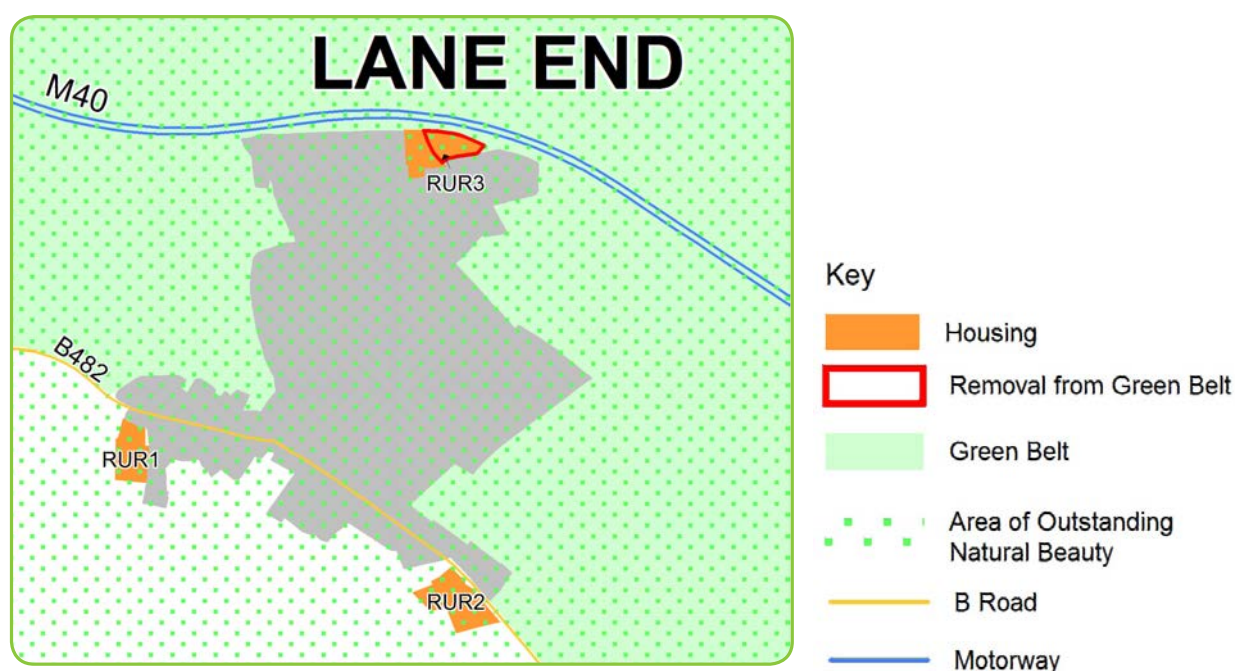 LANE END
M40
RUR3
B482
RUR1
RUR2
Key
Housing
Removal from Green Belt
Green Belt
Area of Outstanding
Natural Beauty
B Road
Motorway